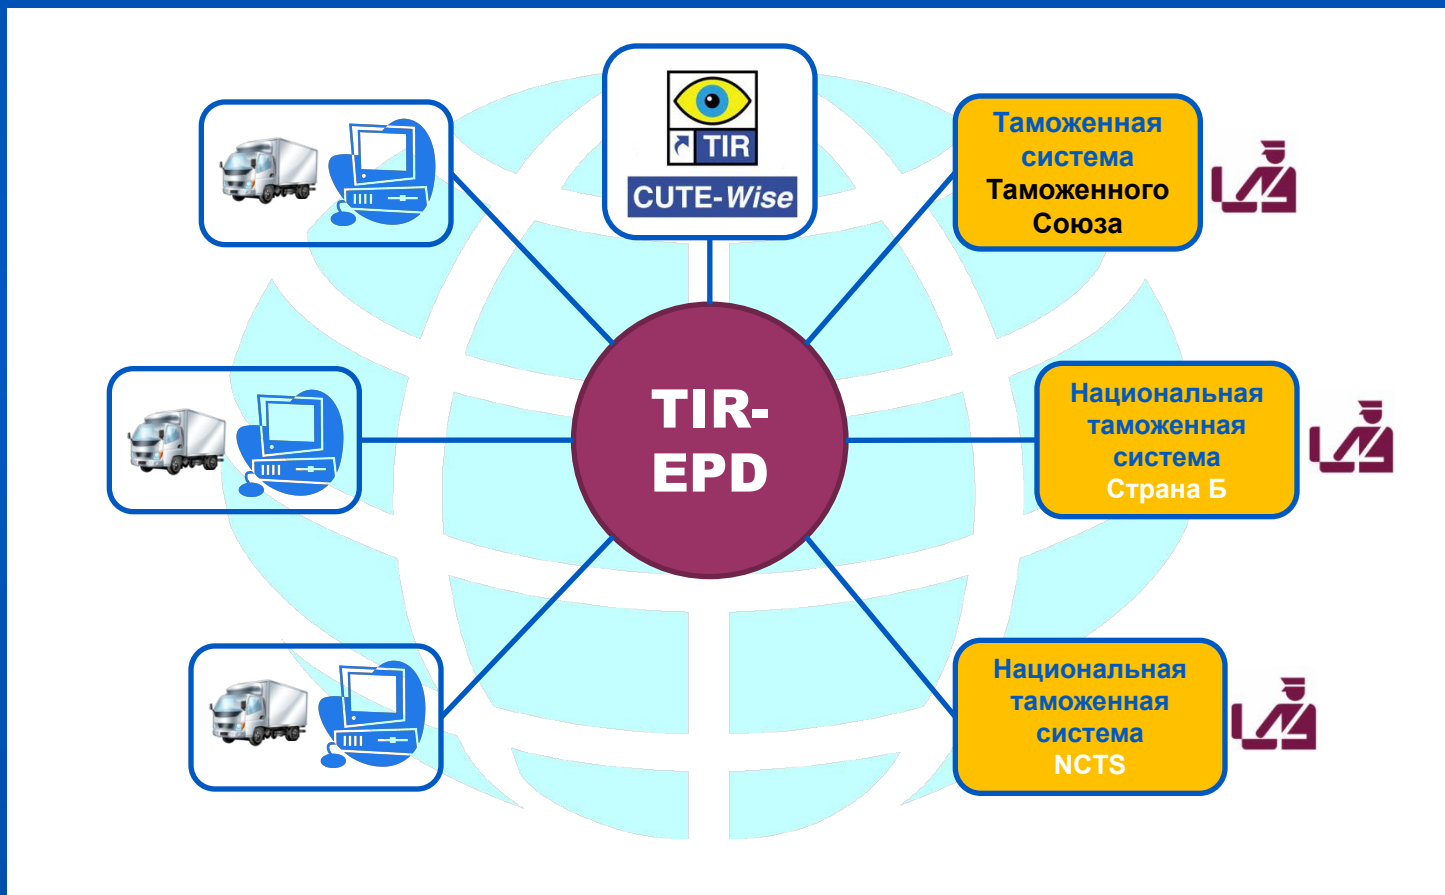 TIR
CUTE-Wise
Таможенная
система
Таможенного
Союза
TIR-
EPD
Национальная
таможенная
система
Страна Б
Национальная
таможенная
система
NCTS